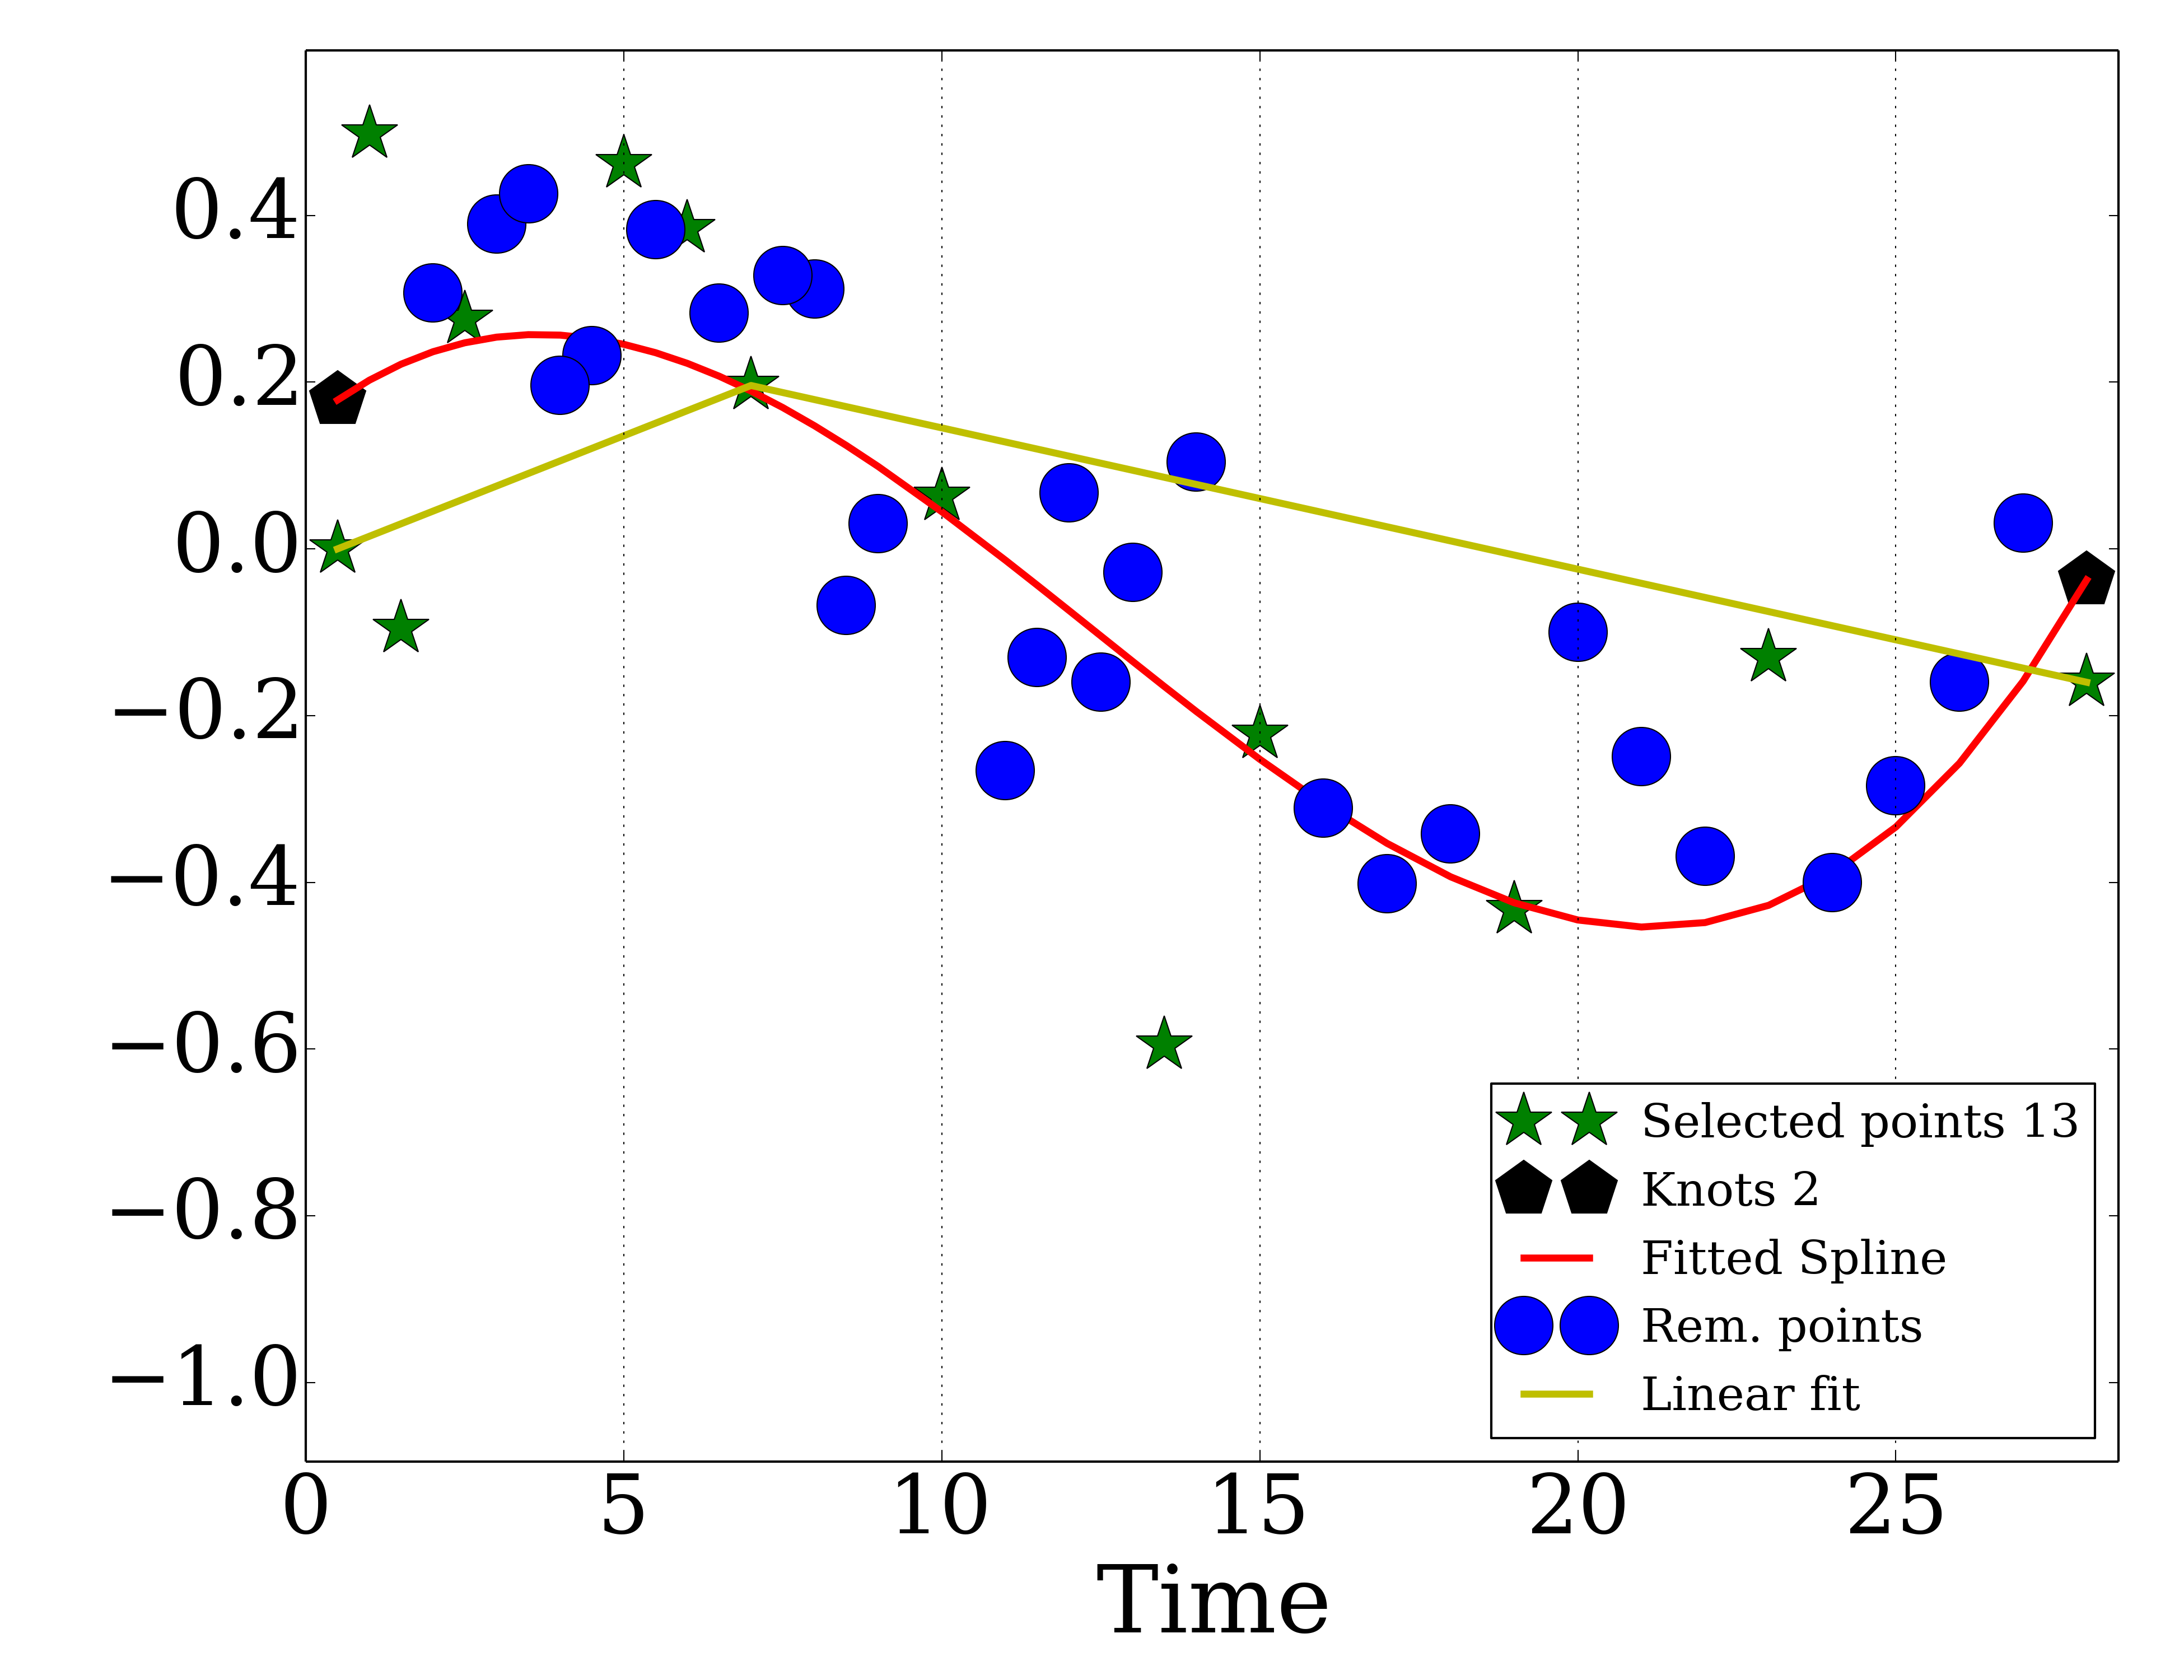 0.4
0.2
0.0
−0.2
−0.4
−0.6
−0.8
−1.0
Selected points 13
Knots 2
Fitted Spline
Rem. points
Linear fit
0 5 10 15 20 25
Time